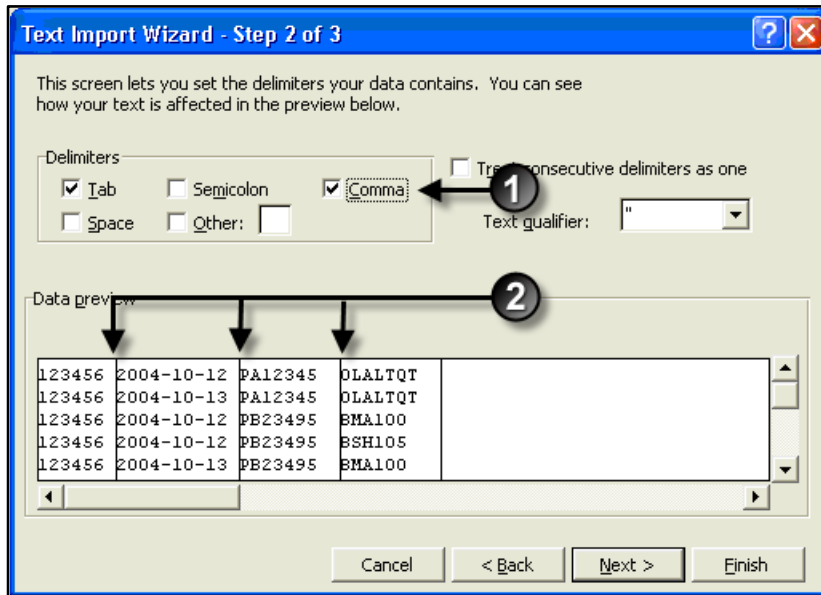 Text Import Wizard - Step 2 of 3
This screen lets you set the delimiters your data contains. You can see
how your text is affected in the preview below.
Delimiters
Tab
Semicolon
Comma
Space
Other:
1
consecutive delimiters as one
Text qualifier: "
Data preview
2
123456 2004-10-12 PA12345 OLALTQT
123456 2004-10-13 PA12345 OLALTQT
123456 2004-10-12 PB23495 BMA100
123456 2004-10-12 PB23495 BSH105
123456 2004-10-13 PB23495 BMA100
Cancel
< Back
Next >
Finish